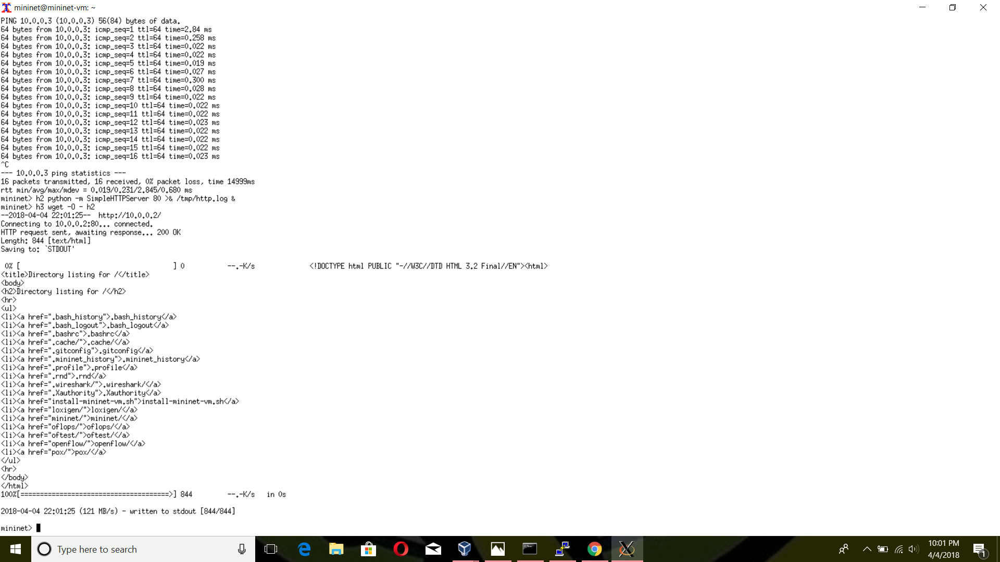 mininet@mininet-vm: ~
PING 10.0.0.3 (10.0.0.3) 56(84) bytes of data.
64 bytes from 10.0.0.3: icmp_seq=1 ttl=64 time=2.84 ms
64 bytes from 10.0.0.3: icmp_seq=2 ttl=64 time=0.258 ms
64 bytes from 10.0.0.3: icmp_seq=3 ttl=64 time=0.022 ms
64 bytes from 10.0.0.3: icmp_seq=4 ttl=64 time=0.022 ms
64 bytes from 10.0.0.3: icmp_seq=5 ttl=64 time=0.019 ms
64 bytes from 10.0.0.3: icmp_seq=6 ttl=64 time=0.027 ms
64 bytes from 10.0.0.3: icmp_seq=7 ttl=64 time=0.300 ms
64 bytes from 10.0.0.3: icmp_seq=8 ttl=64 time=0.028 ms
64 bytes from 10.0.0.3: icmp_seq=9 ttl=64 time=0.022 ms
64 bytes from 10.0.0.3: icmp_seq=10 ttl=64 time=0.022 ms
64 bytes from 10.0.0.3: icmp_seq=11 ttl=64 time=0.022 ms
64 bytes from 10.0.0.3: icmp_seq=12 ttl=64 time=0.023 ms
64 bytes from 10.0.0.3: icmp_seq=13 ttl=64 time=0.022 ms
64 bytes from 10.0.0.3: icmp_seq=14 ttl=64 time=0.022 ms
64 bytes from 10.0.0.3: icmp_seq=15 ttl=64 time=0.022 ms
64 bytes from 10.0.0.3: icmp_seq=16 ttl=64 time=0.023 ms
^C
--- 10.0.0.3 ping statistics ---
16 packets transmitted, 16 received, 0% packet loss, time 14999ms
rtt min/avg/max/mdev = 0.019/0.231/2.845/0.680 ms
mininet> h2 python -m SimpleHTTPServer 80 >& /tmp/http.log &
mininet> h3 wget -O - h2
--2018-04-04 22:01:25--  http://10.0.0.2/
Connecting to 10.0.0.2:80... connected.
HTTP request sent, awaiting response... 200 OK
Length: 844 [text/html]
Saving to: `STDOUT'
0% [                                       ] 0           --.-K/s              <!DOCTYPE html PUBLIC "-//W3C//DTD HTML 3.2 Final//EN"><html>
<title>Directory listing for /</title>
<body>
<h2>Directory listing for /</h2>
<hr>
<ul>
<li><a href=".bash_history">.bash_history</a>
<li><a href=".bash_logout">.bash_logout</a>
<li><a href=".bashrc">.bashrc</a>
<li><a href=".cache/">.cache/</a>
<li><a href=".gitconfig">.gitconfig</a>
<li><a href=".mininet_history">.mininet_history</a>
<li><a href=".profile">.profile</a>
<li><a href=".rnd">.rnd</a>
<li><a href=".wireshark/">.wireshark/</a>
<li><a href=".Xauthority">.Xauthority</a>
<li><a href="install-mininet-vm.sh">install-mininet-vm.sh</a>
<li><a href="loxigen/">loxigen/</a>
<li><a href="mininet/">mininet/</a>
<li><a href="oflops/">oflops/</a>
<li><a href="oftest/">oftest/</a>
<li><a href="openflow/">openflow/</a>
<li><a href="pox/">pox/</a>
</ul>
<hr>
</body>
</html>
100%[======================================>] 844         --.-K/s   in 0s
2018-04-04 22:01:25 (121 MB/s) - written to stdout [844/844]
mininet>
Type here to search
10:01 PM
4/4/2018
1